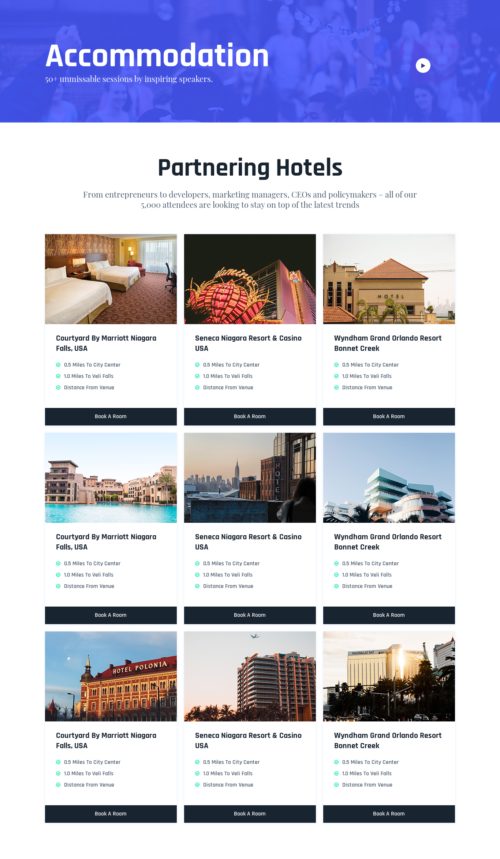 Accommodation
50+ unmissable sessions by inspiring speakers.
Partnering Hotels
From entrepreneurs to developers, marketing managers, CEOs and policymakers – all of our
5,000 attendees are looking to stay on top of the latest trends
HOTEL
Courtyard By Marriott Niagara
Falls, USA
0.5 Miles To City Center
1.0 Miles To Veli Falls
Distance From Venue
Book A Room
Seneca Niagara Resort & Casino
USA
0.5 Miles To City Center
1.0 Miles To Veli Falls
Distance From Venue
Book A Room
Wyndham Grand Orlando Resort
Bonnet Creek
0.5 Miles To City Center
1.0 Miles To Veli Falls
Distance From Venue
Book A Room
HOTEL
Courtyard By Marriott Niagara
Falls, USA
0.5 Miles To City Center
1.0 Miles To Veli Falls
Distance From Venue
Book A Room
Seneca Niagara Resort & Casino
USA
0.5 Miles To City Center
1.0 Miles To Veli Falls
Distance From Venue
Book A Room
Wyndham Grand Orlando Resort
Bonnet Creek
0.5 Miles To City Center
1.0 Miles To Veli Falls
Distance From Venue
Book A Room
HOTEL POLONIA
Courtyard By Marriott Niagara
Falls, USA
0.5 Miles To City Center
1.0 Miles To Veli Falls
Distance From Venue
Book A Room
Seneca Niagara Resort & Casino
USA
0.5 Miles To City Center
1.0 Miles To Veli Falls
Distance From Venue
Book A Room
Wyndham Grand Orlando Resort
Bonnet Creek
0.5 Miles To City Center
1.0 Miles To Veli Falls
Distance From Venue
Book A Room